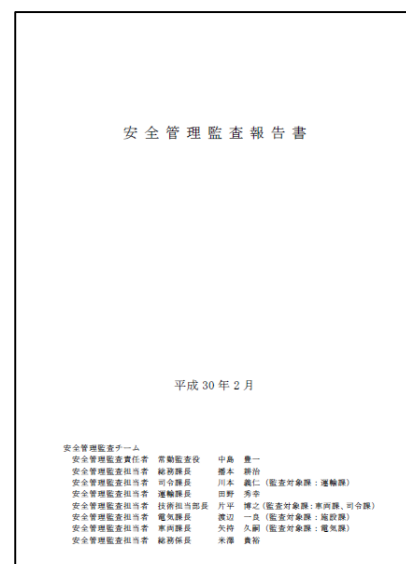 安全管理監査報告書
平成30年2月
安全管理監査チーム
安全管理監査責任者 常勤監査役 中島 豊一
安全管理監査担当者 総務課長 橋本 耕治
安全管理監査担当者 司令課長 川本 義仁（監査対象課：運輸課）
安全管理監査担当者 運輸課長 田野 秀幸
安全管理監査担当者 技術担当部長 片平 博之（監査対象課：車両課、司令課）
安全管理監査担当者 電気課長 渡辺 一良（監査対象課：施設課）
安全管理監査担当者 車両課長 矢待 久嗣（監査対象課：電気課）
安全管理監査担当者 総務係長 米澤 貴裕